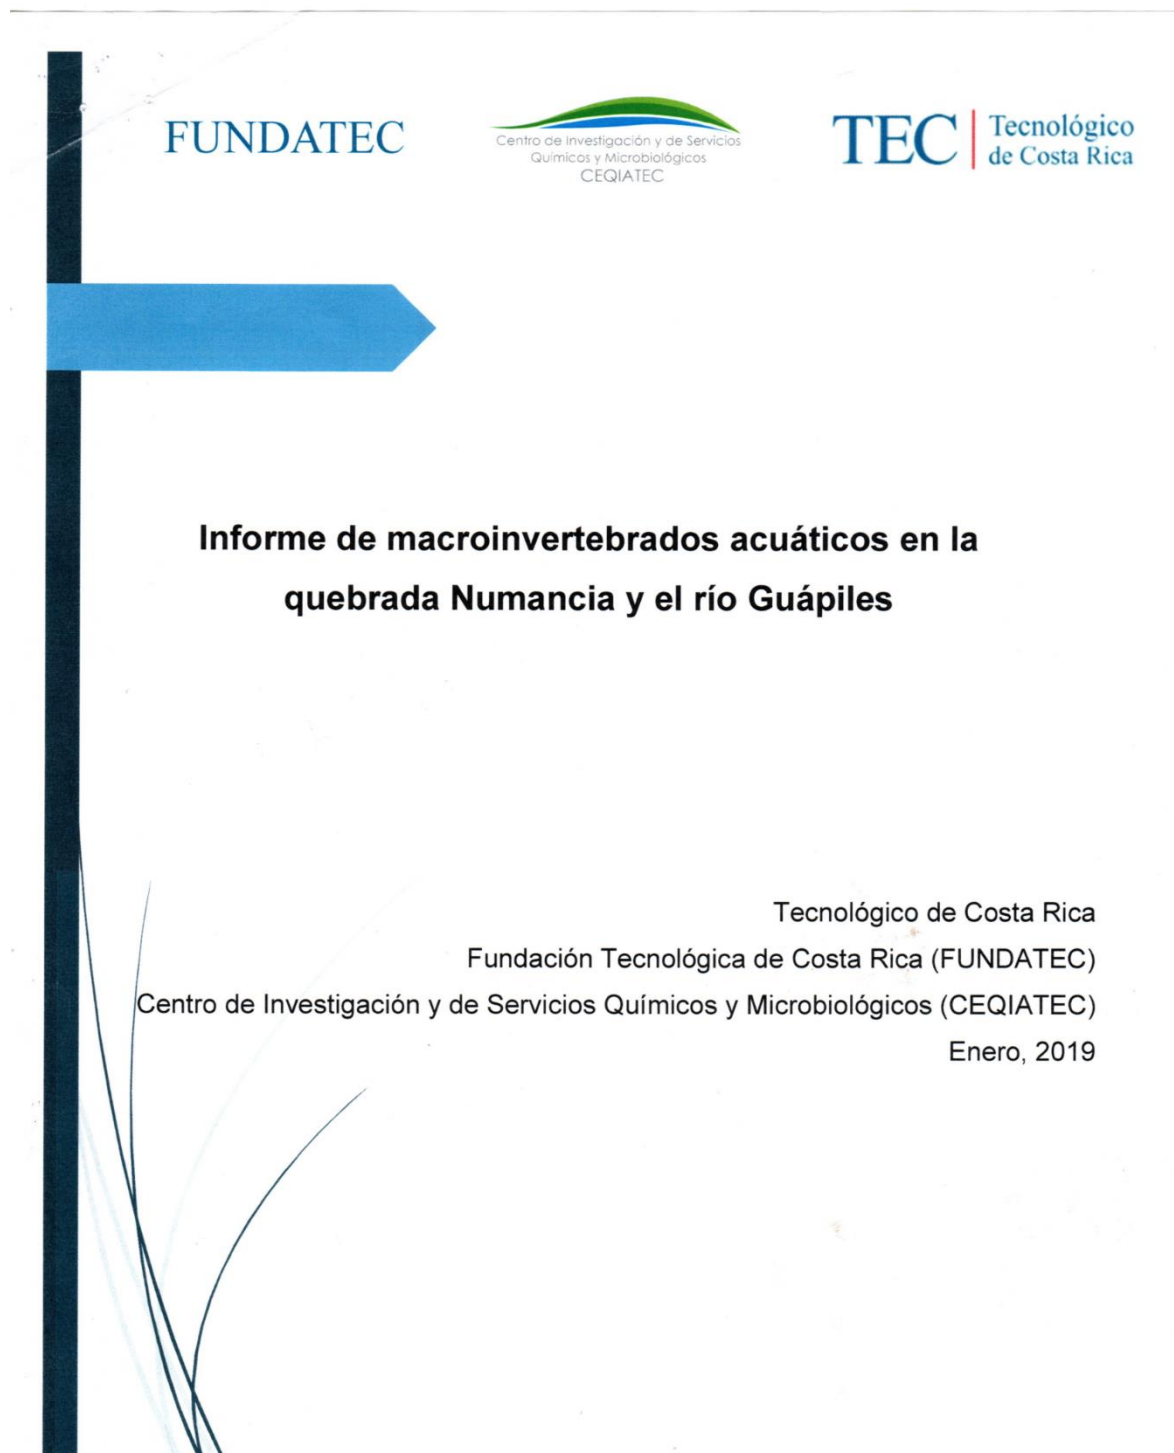 FUNDATEC
Centro de Investigación y de Servicios
Químicos y Microbiológicos
CEQIATEC
TEC
Tecnológico
de Costa Rica
Informe de macroinvertebrados acuáticos en la
quebrada Numancia y el río Guápiles
Tecnológico de Costa Rica
Fundación Tecnológica de Costa Rica (FUNDATEC)
Centro de Investigación y de Servicios Químicos y Microbiológicos (CEQIATEC)
Enero, 2019